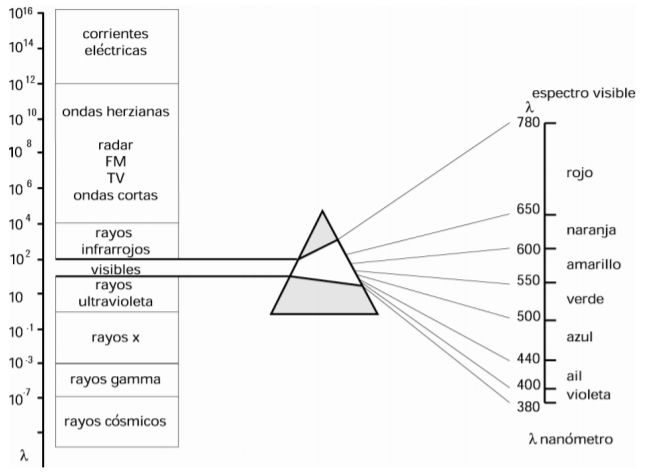 10¹⁶
10¹⁴
10¹²
10¹⁰
10⁸
10⁶
10⁴
10²
10
10⁻¹
10⁻³
10⁻⁷
λ
corrientes
eléctricas
ondas herzianas
radar
FM
TV
ondas cortas
rayos
infrarrojos
visibles
rayos
ultravioleta
rayos x
rayos gamma
rayos cósmicos
espectro visible
λ
780
rojo
650
naranja
600
amarillo
550
verde
500
azul
440
ail
400
violeta
380
λ nanómetro